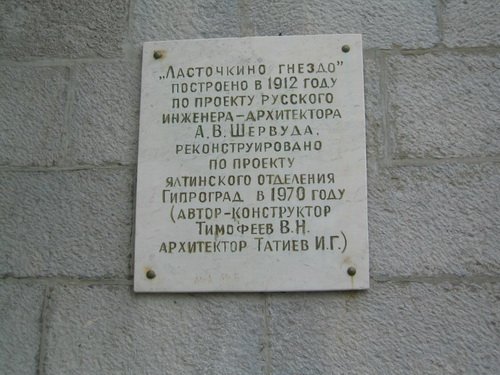 „Ласточкино гнездо"
построено в 1912 году
по проекту русского
инженера-архитектора
А.В. Шервуда,
реконструировано
по проекту
ялтинского отделения
Гипроград в 1970 году
(автор-конструктор
Тимофеев В.Н.
архитектор Татиев И.Г.)